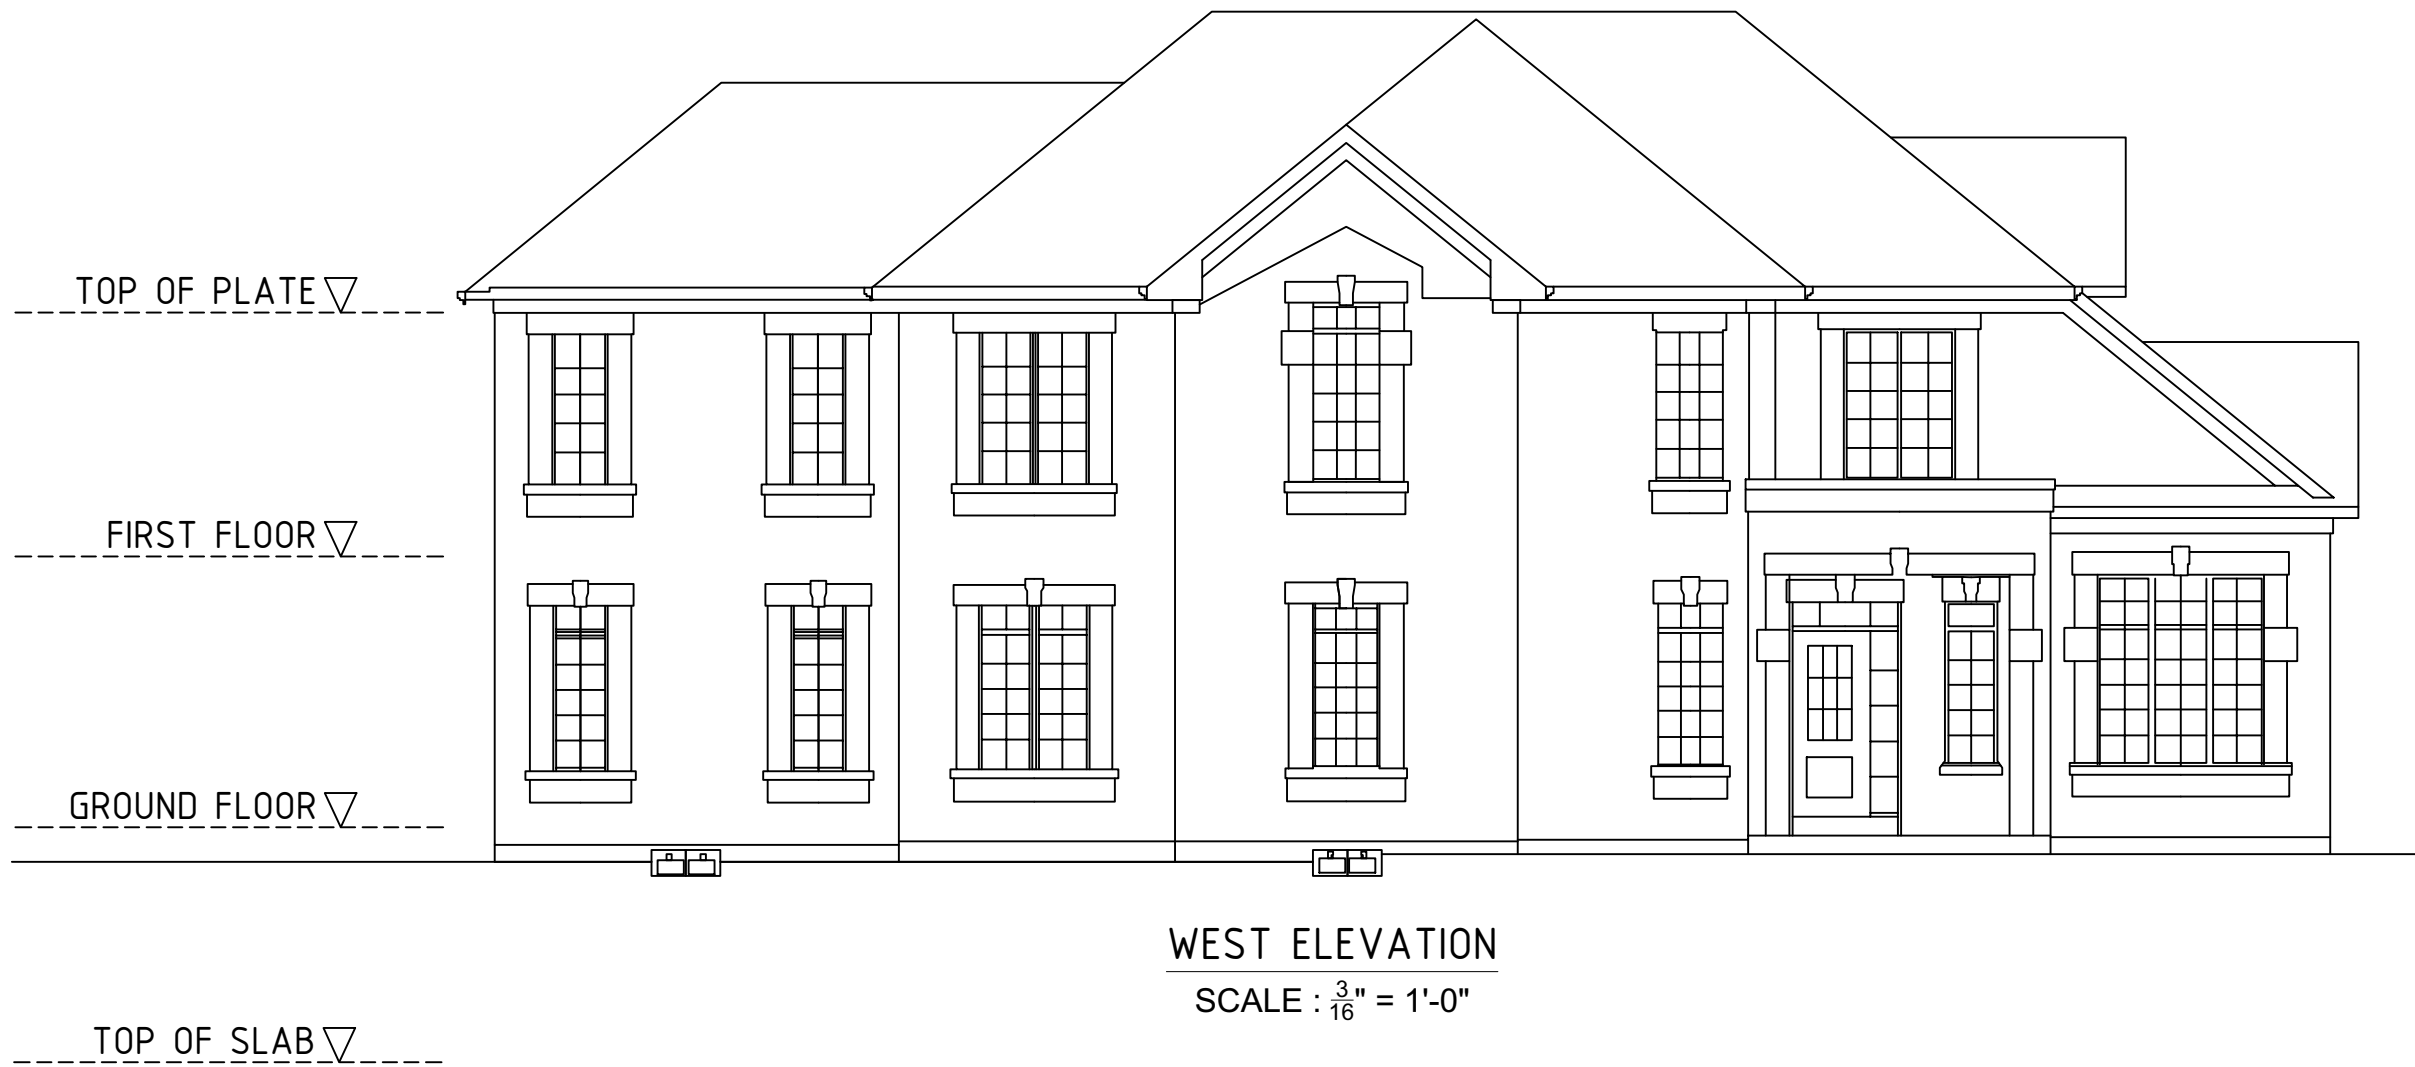 TOP OF PLATE
FIRST FLOOR
GROUND FLOOR
WEST ELEVATION
SCALE : 3/16" = 1'-0"
TOP OF SLAB